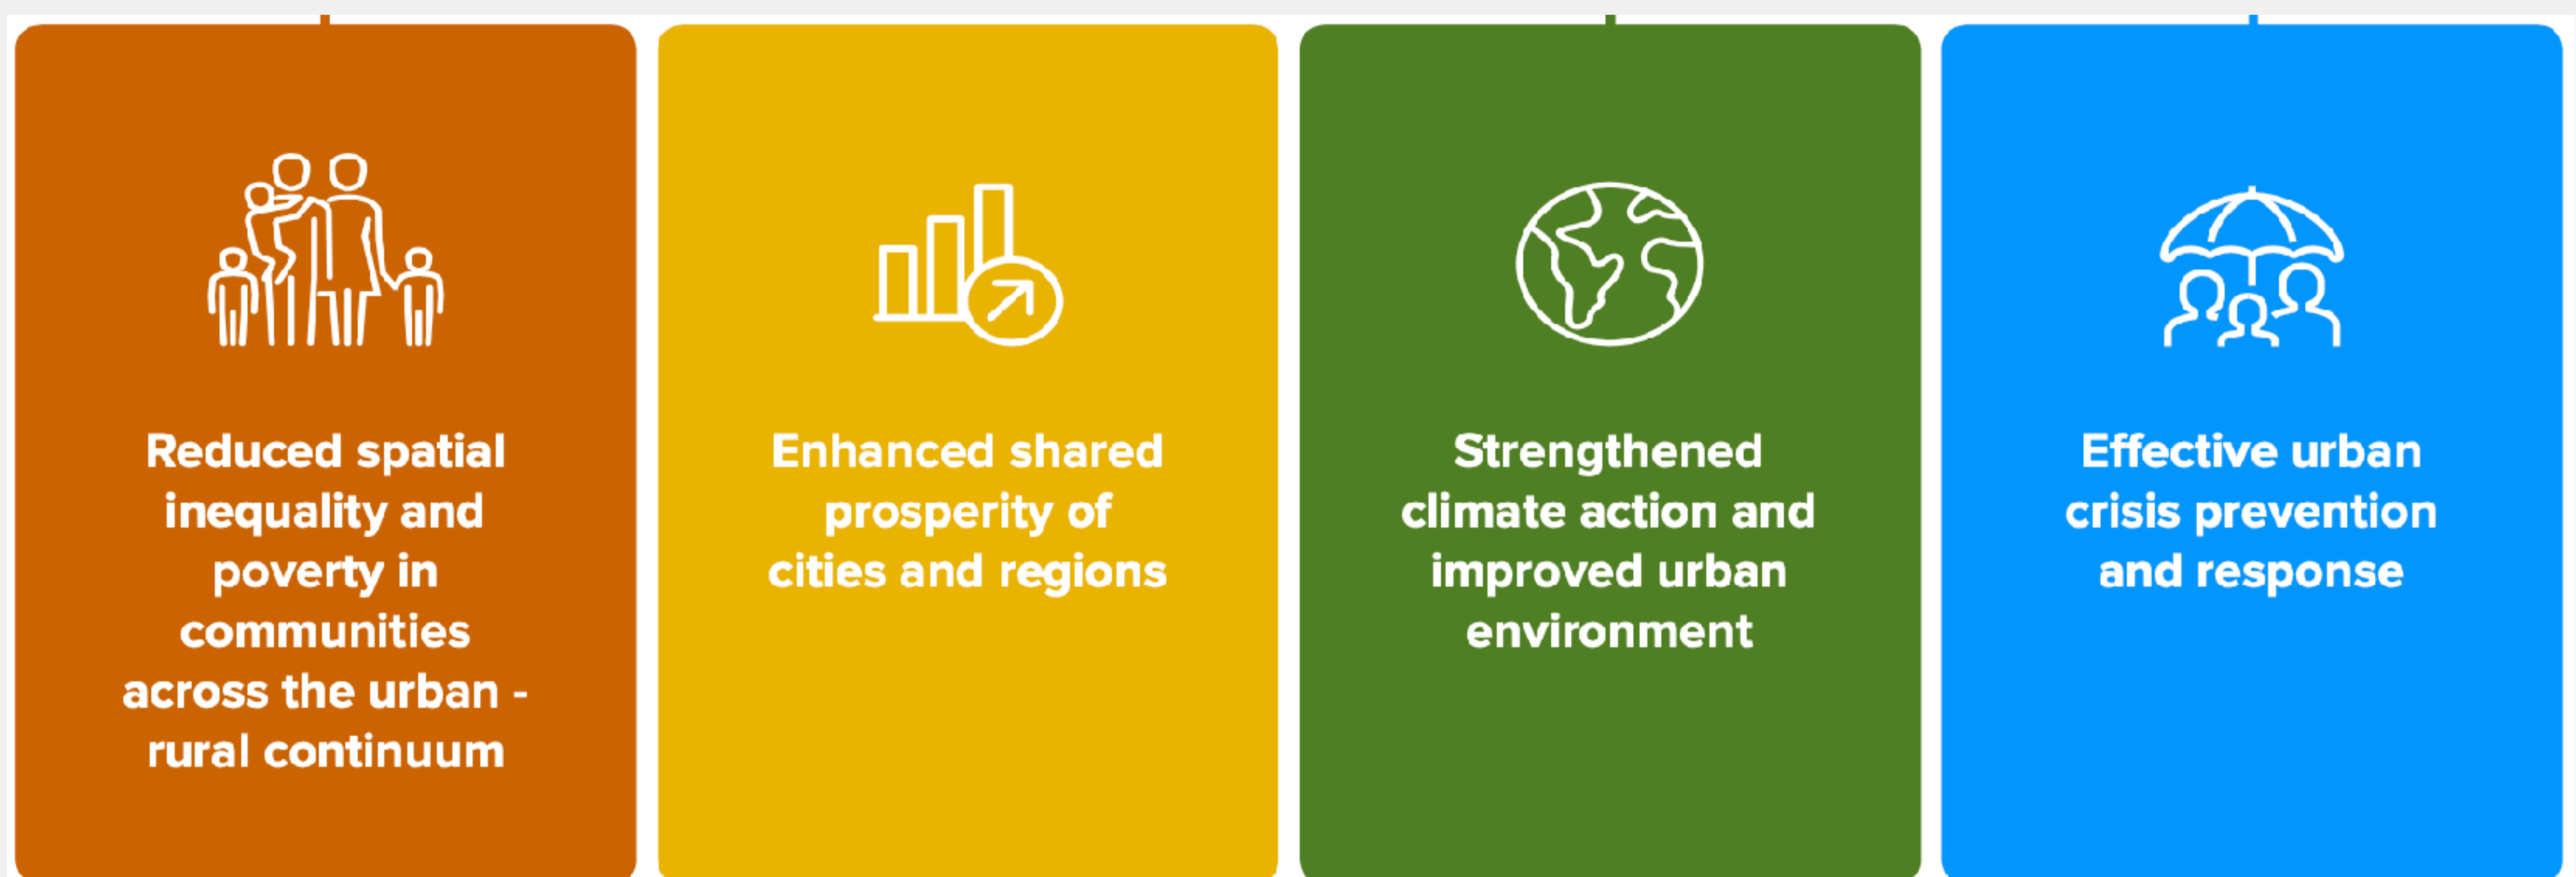 Reduced spatial
inequality and
poverty in
communities
across the urban -
rural continuum
Enhanced shared
prosperity of
cities and regions
Strengthened
climate action and
improved urban
environment
Effective urban
crisis prevention
and response